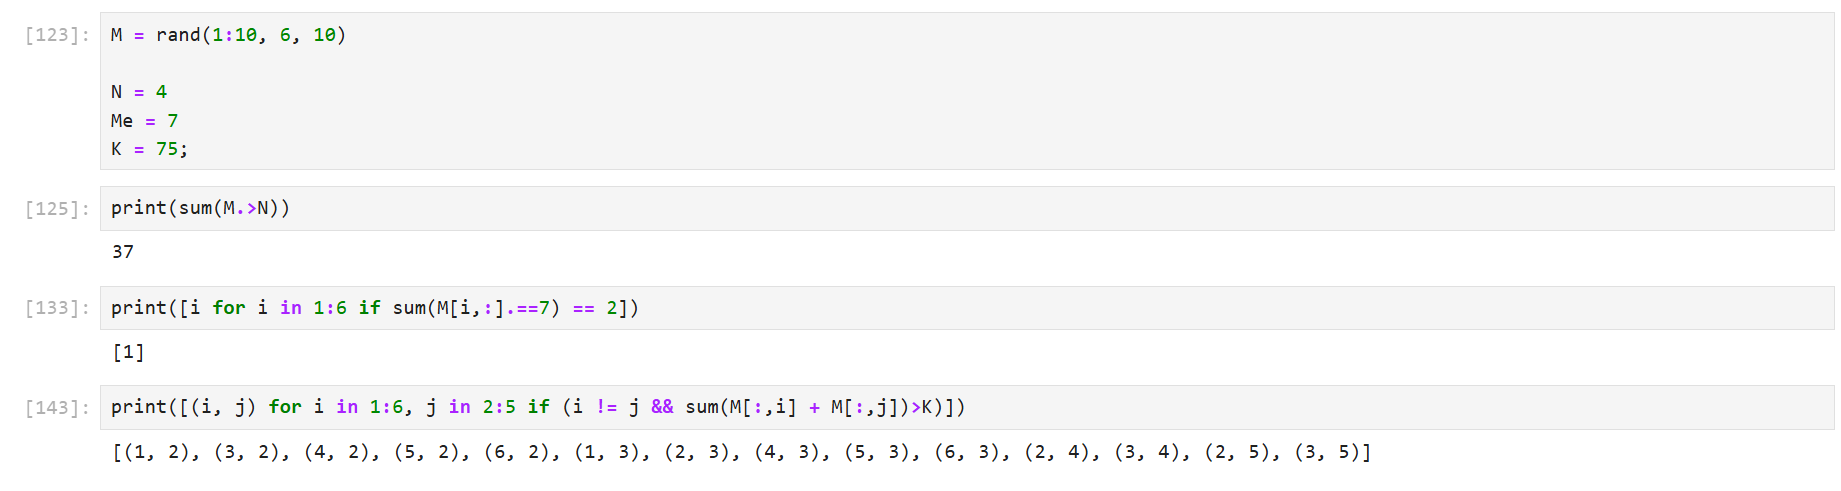 [123]: M = rand(1:10, 6, 10)
N = 4
Me = 7
K = 75;
[125]: print(sum(M.>N))
37
[133]: print([i for i in 1:6 if sum(M[i,:].==7) == 2])
[1]
[143]: print([(i, j) for i in 1:6, j in 2:5 if (i != j && sum(M[:,i] + M[:,j])>K)])
[(1, 2), (3, 2), (4, 2), (5, 2), (6, 2), (1, 3), (2, 3), (4, 3), (5, 3), (6, 3), (2, 4), (3, 4), (2, 5), (3, 5)]